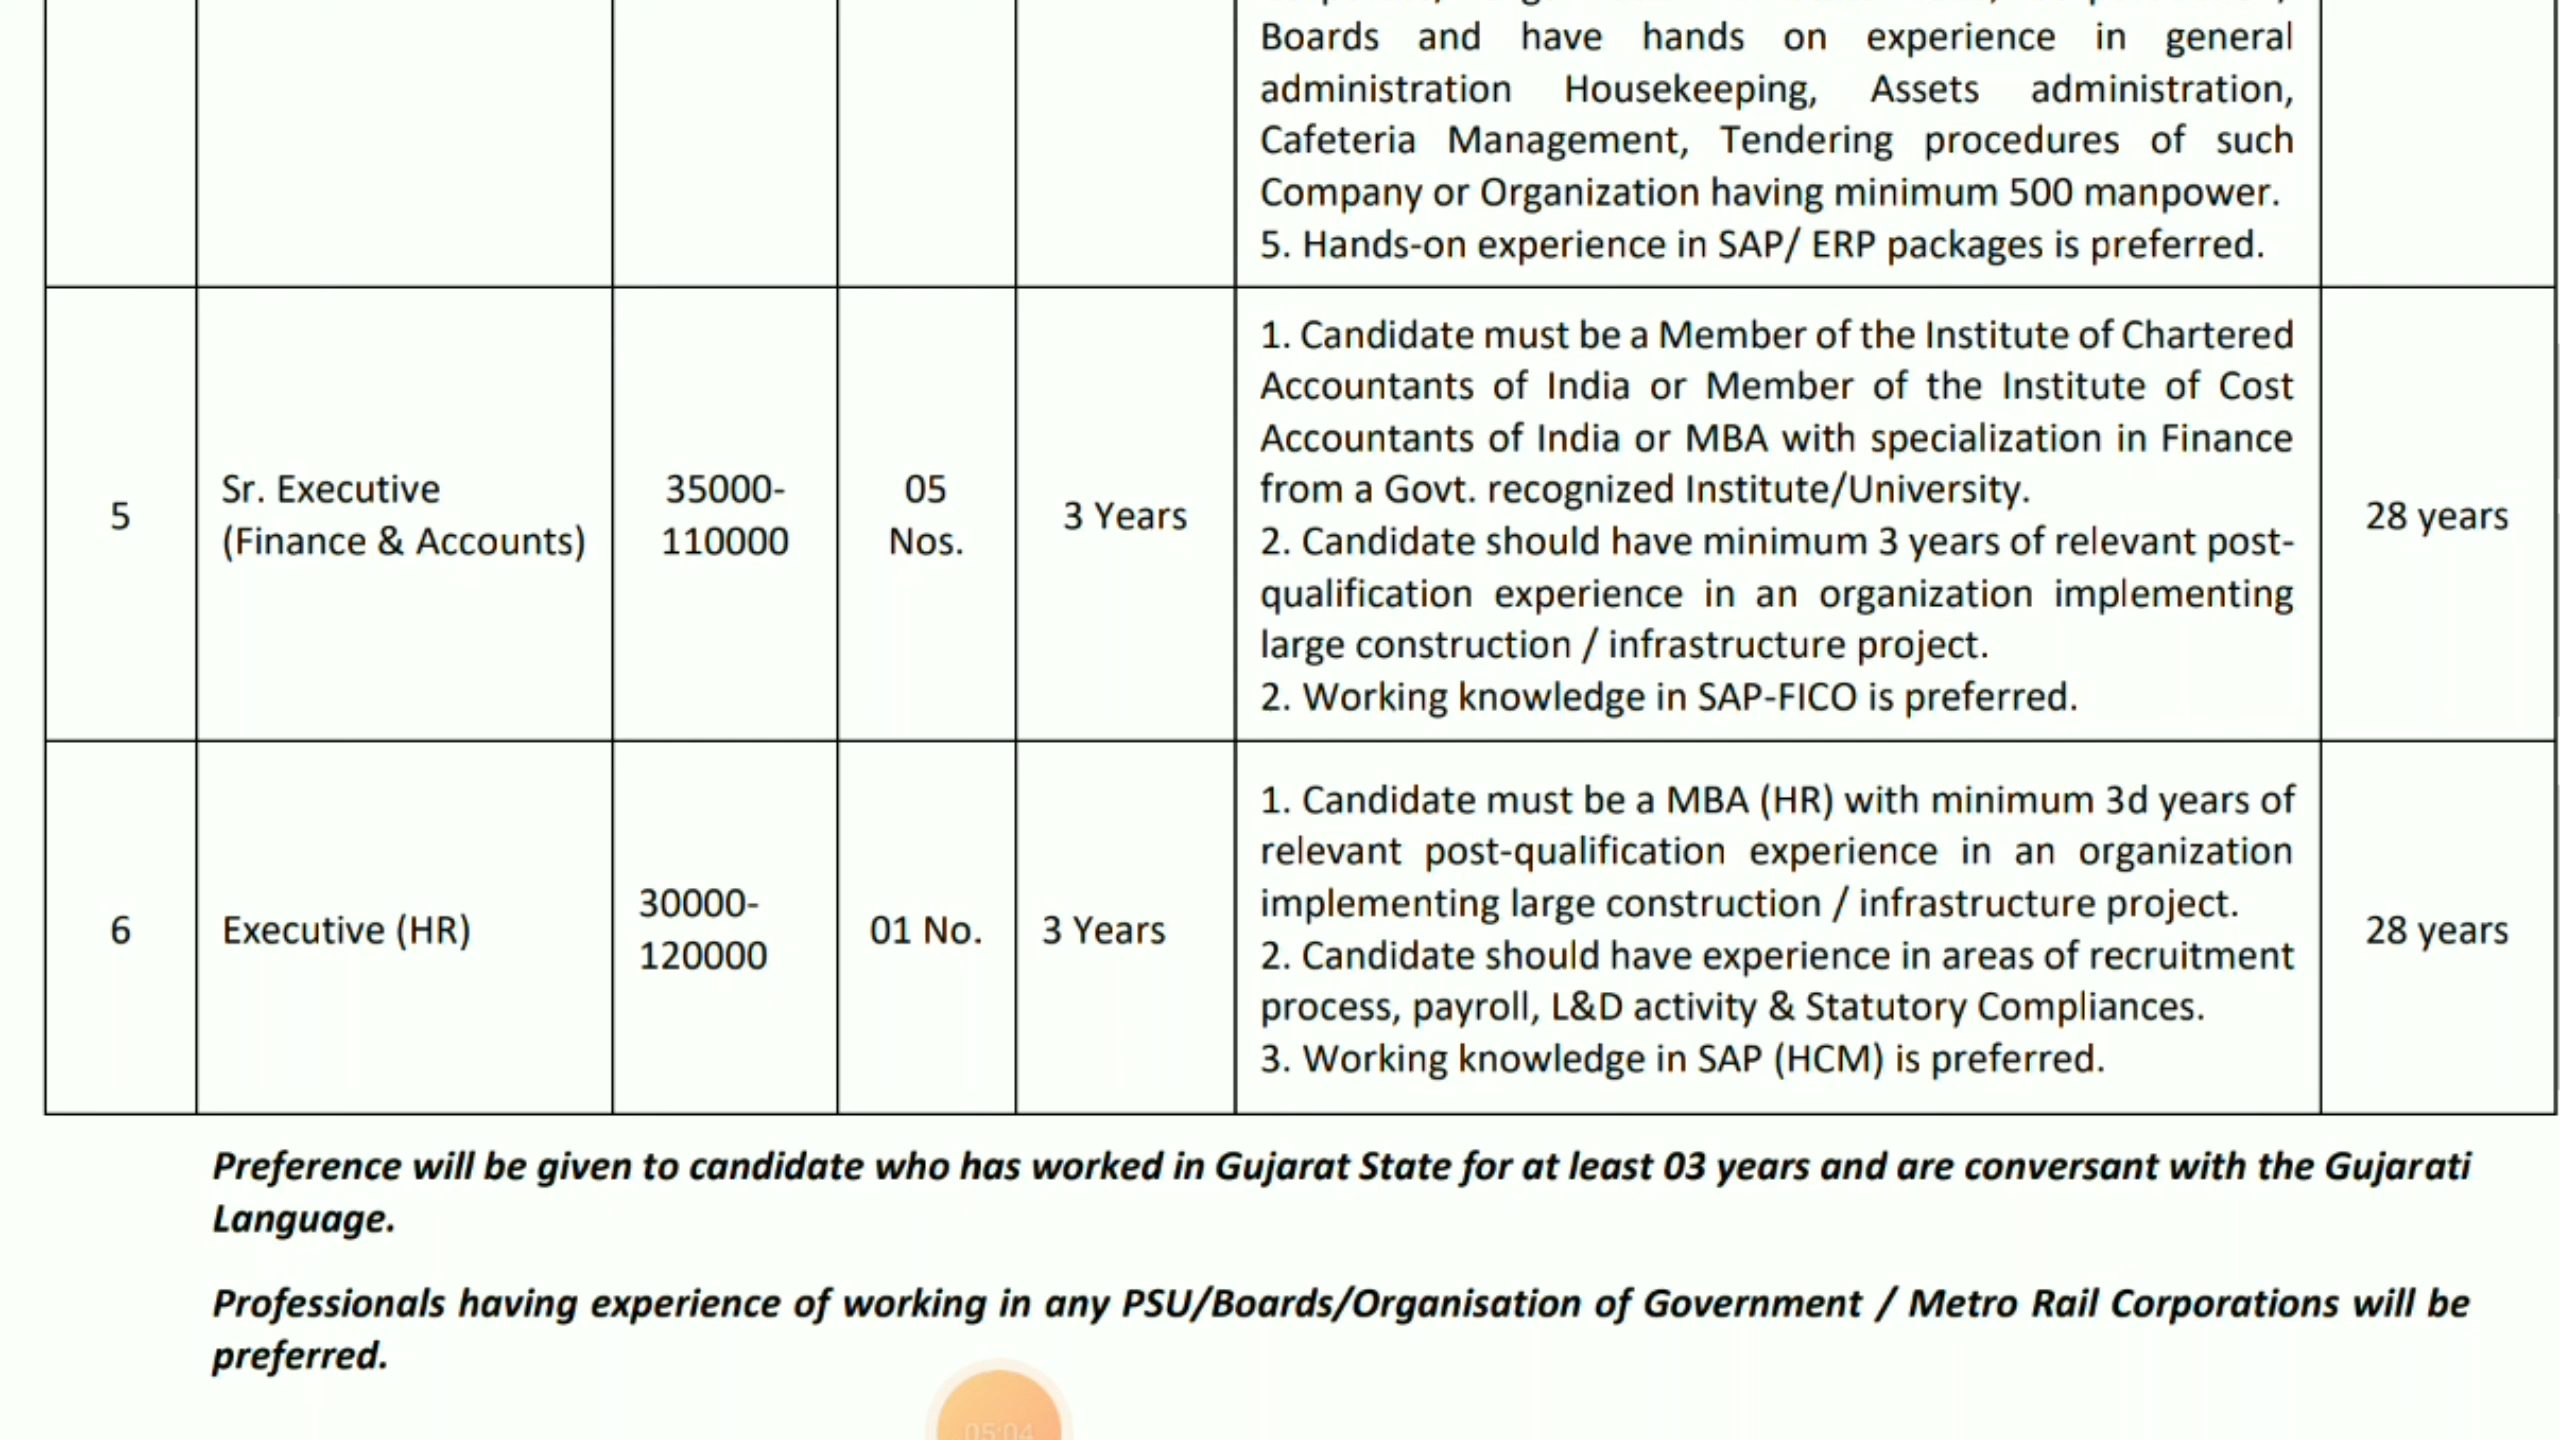 Boards and have hands on experience in general
administration Housekeeping, Assets administration,
Cafeteria Management, Tendering procedures of such
Company or Organization having minimum 500 manpower.
5. Hands-on experience in SAP/ ERP packages is preferred.
5
Sr. Executive
(Finance & Accounts)
35000-
110000
05
Nos.
3 Years
1. Candidate must be a Member of the Institute of Chartered
Accountants of India or Member of the Institute of Cost
Accountants of India or MBA with specialization in Finance
from a Govt. recognized Institute/University.
2. Candidate should have minimum 3 years of relevant post-
qualification experience in an organization implementing
large construction / infrastructure project.
2. Working knowledge in SAP-FICO is preferred.
28 years
6
Executive (HR)
30000-
120000
01 No.
3 Years
1. Candidate must be a MBA (HR) with minimum 3d years of
relevant post-qualification experience in an organization
implementing large construction / infrastructure project.
2. Candidate should have experience in areas of recruitment
process, payroll, L&D activity & Statutory Compliances.
3. Working knowledge in SAP (HCM) is preferred.
28 years
Preference will be given to candidate who has worked in Gujarat State for at least 03 years and are conversant with the Gujarati
Language.
Professionals having experience of working in any PSU/Boards/Organisation of Government / Metro Rail Corporations will be
preferred.
05:04